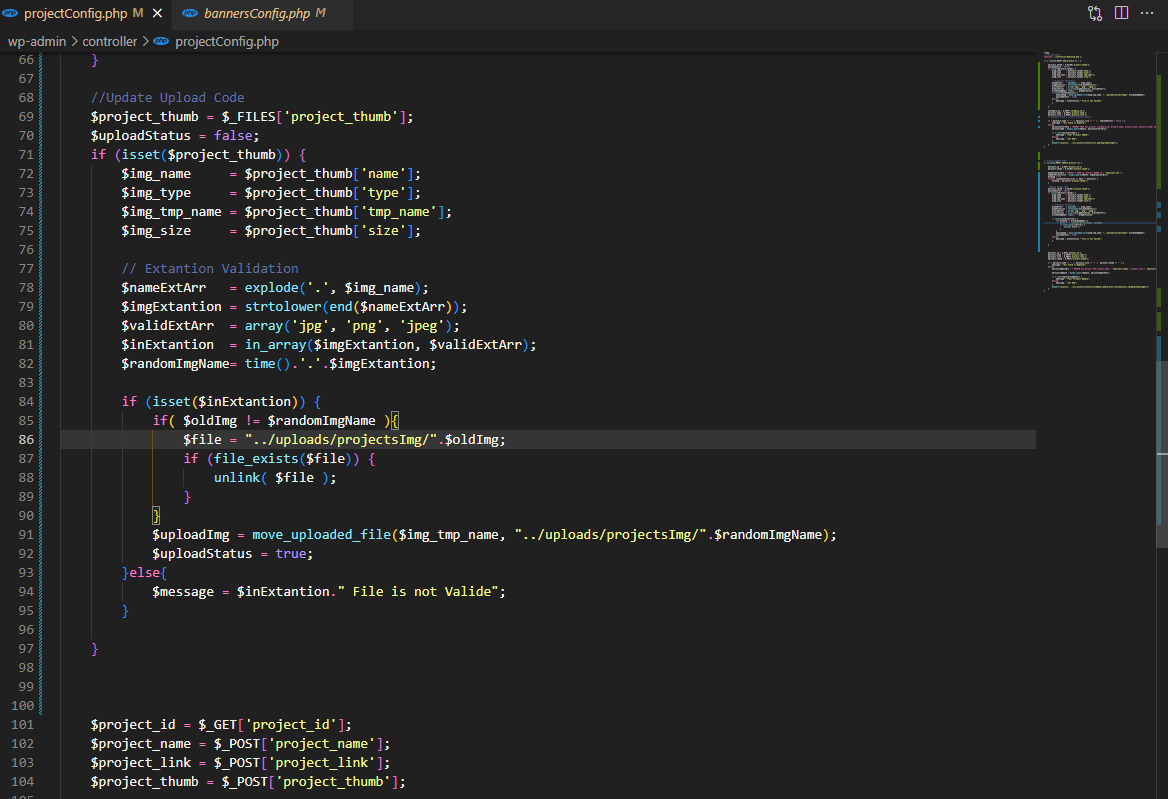 projectConfig.php M
bannersConfig.php M
wp-admin > controller > projectConfig.php
66 }
67
68 //Update Upload Code
69 $project_thumb = $_FILES['project_thumb'];
70 $uploadStatus = false;
71 if (isset($project_thumb)) {
72 $img_name = $project_thumb['name'];
73 $img_type = $project_thumb['type'];
74 $img_tmp_name = $project_thumb['tmp_name'];
75 $img_size = $project_thumb['size'];
76
77 // Extantion Validation
78 $nameExtArr = explode('.', $img_name);
79 $imgExtantion = strtolower(end($nameExtArr));
80 $validExtArr = array('jpg', 'png', 'jpeg');
81 $inExtantion = in_array($imgExtantion, $validExtArr);
82 $randomImgName= time().'.'.$imgExtantion;
83
84 if (isset($inExtantion)) {
85 if( $oldImg != $randomImgName ){
86 $file = "../uploads/projectsImg/".$oldImg;
87 if (file_exists($file)) {
88 unlink( $file );
89 }
90 }
91 $uploadImg = move_uploaded_file($img_tmp_name, "../uploads/projectsImg/".$randomImgName);
92 $uploadStatus = true;
93 }else{
94 $message = $inExtantion." File is not Valide";
95 }
96
97 }
98
99
100
101 $project_id = $_GET['project_id'];
102 $project_name = $_POST['project_name'];
103 $project_link = $_POST['project_link'];
104 $project_thumb = $_POST['project_thumb'];